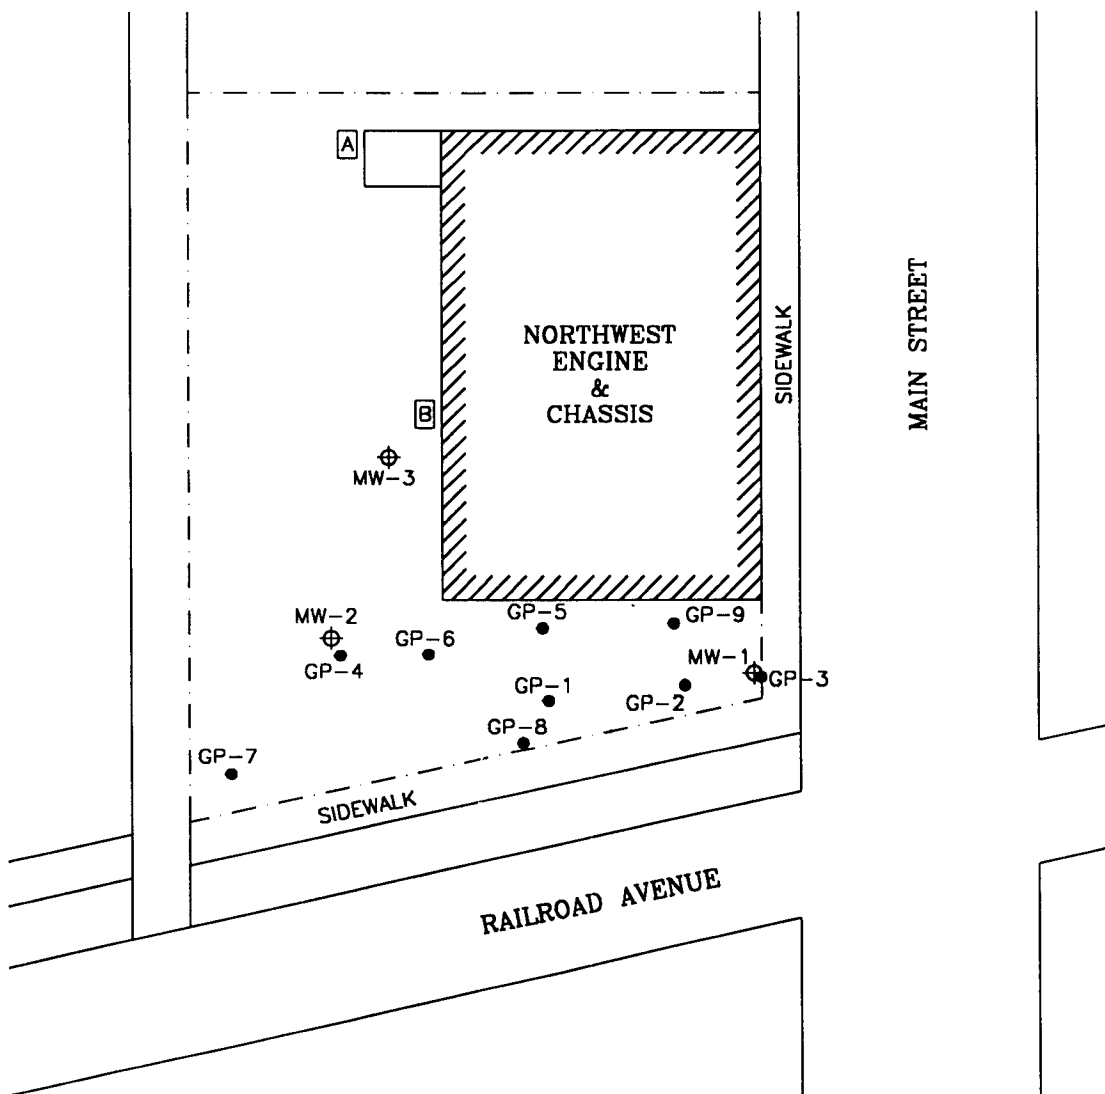 A
NORTHWEST
ENGINE
&
CHASSIS
SIDEWALK
MAIN STREET
B
MW-3
MW-2
GP-4
GP-6
GP-5
GP-9
MW-1
GP-3
GP-1
GP-2
GP-8
GP-7
SIDEWALK
RAILROAD AVENUE